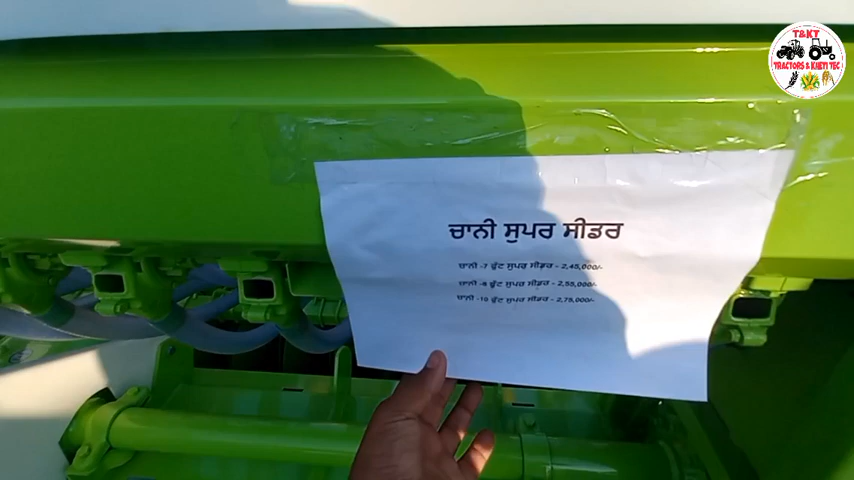 T&KT
TRACTORS & KHETI TEC
ਚਾਨੀ ਸੁਪਰ ਸੀਡਰ
ਚਾਨੀ -7 ਫੁੱਟ ਸੁਪਰ ਸੀਡਰ - 2,45,000/-
ਚਾਨੀ -8 ਫੁੱਟ ਸੁਪਰ ਸੀਡਰ - 2,55,000/-
ਚਾਨੀ -10 ਫੁੱਟ ਸੁਪਰ ਸੀਡਰ - 2,75,000/-